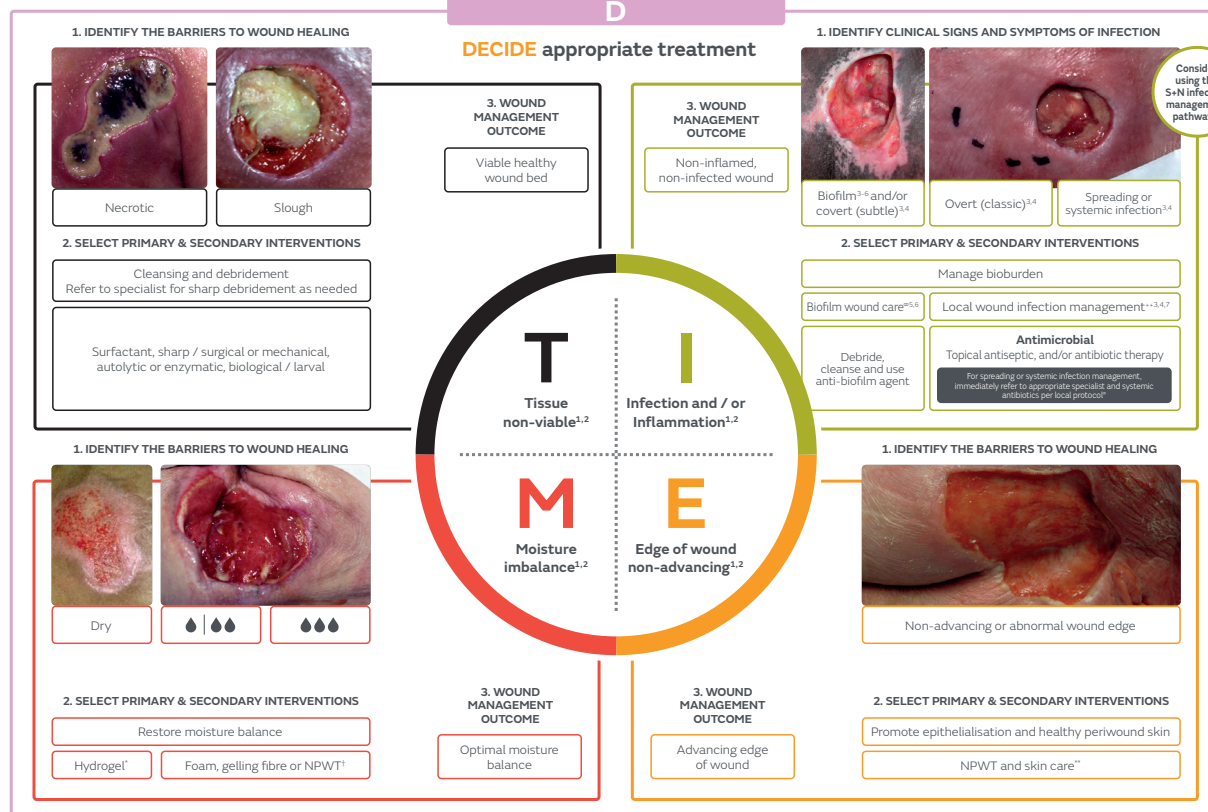 D
DECIDE appropriate treatment
1. IDENTIFY THE BARRIERS TO WOUND HEALING
Necrotic
Slough
2. SELECT PRIMARY & SECONDARY INTERVENTIONS
Cleansing and debridement
Refer to specialist for sharp debridement as needed
Surfactant, sharp / surgical or mechanical,
autolytic or enzymatic, biological / larval
3. WOUND
MANAGEMENT
OUTCOME
Viable healthy
wound bed
3. WOUND
MANAGEMENT
OUTCOME
Non-inflamed,
non-infected wound
1. IDENTIFY CLINICAL SIGNS AND SYMPTOMS OF INFECTION
Biofilm3-6 and/or
covert (subtle)3,4
Overt (classic)3,4
Spreading or
systemic infection3,4
2. SELECT PRIMARY & SECONDARY INTERVENTIONS
Manage bioburden
Biofilm wound care=5,6
Local wound infection management**3,4,7
Debride,
cleanse and use
anti-biofilm agent
Antimicrobial
Topical antiseptic, and/or antibiotic therapy
For spreading or systemic infection management,
immediately refer to appropriate specialist and systemic
antibiotics per local protocol
Consid
using th
S+N infec
managem
pathwa
T
Tissue
non-viable1,2
I
Infection and / or
Inflammation1,2
M
Moisture
imbalance1,2
E
Edge of wound
non-advancing1,2
1. IDENTIFY THE BARRIERS TO WOUND HEALING
Dry
2. SELECT PRIMARY & SECONDARY INTERVENTIONS
Restore moisture balance
Hydrogel*
Foam, gelling fibre or NPWT†
3. WOUND
MANAGEMENT
OUTCOME
Optimal moisture
balance
3. WOUND
MANAGEMENT
OUTCOME
Advancing edge
of wound
1. IDENTIFY THE BARRIERS TO WOUND HEALING
Non-advancing or abnormal wound edge
2. SELECT PRIMARY & SECONDARY INTERVENTIONS
Promote epithelialisation and healthy periwound skin
NPWT and skin care**